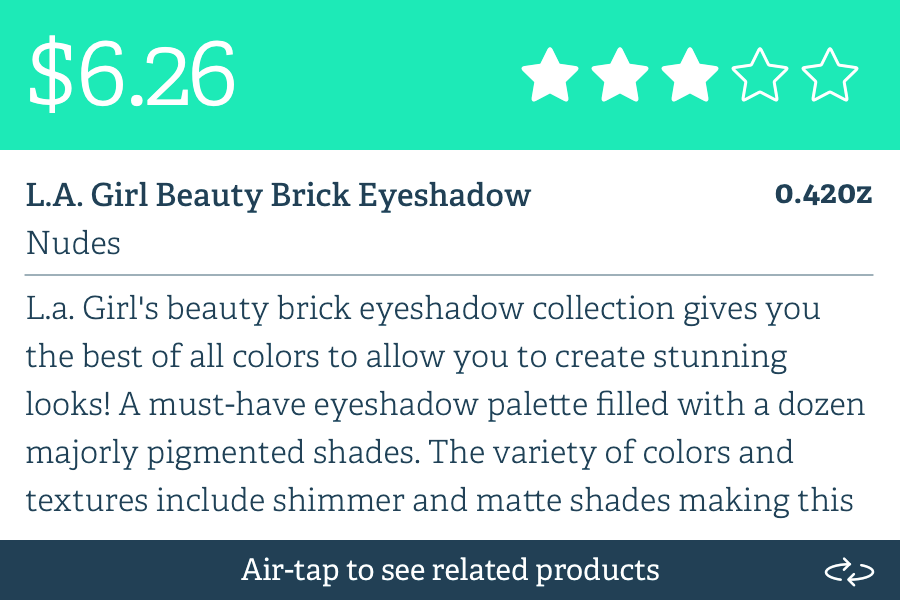 $6.26
L.A. Girl Beauty Brick Eyeshadow
0.42oz
Nudes
L.a. Girl's beauty brick eyeshadow collection gives you
the best of all colors to allow you to create stunning
looks! A must-have eyeshadow palette filled with a dozen
majorly pigmented shades. The variety of colors and
textures include shimmer and matte shades making this
Air-tap to see related products